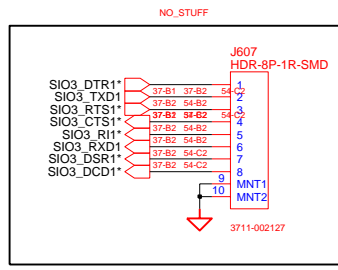 NO_STUFF
J607
HDR-8P-1R-SMD
SIO3_DTR1* 37-B1 37-B2 54-C2 1
SIO3_TXD1 37-B2 54-B2 2
SIO3_RTS1* 37-B2 54-C2 3
SIO3_CTS1* 37-B2 54-B2 4
SIO3_RI1* 37-B2 54-B2 5
SIO3_RXD1 37-B2 54-B2 6
SIO3_DSR1* 37-B2 54-C2 7
SIO3_DCD1* 37-B2 54-C2 8
9 MNT1
10 MNT2
3711-002127